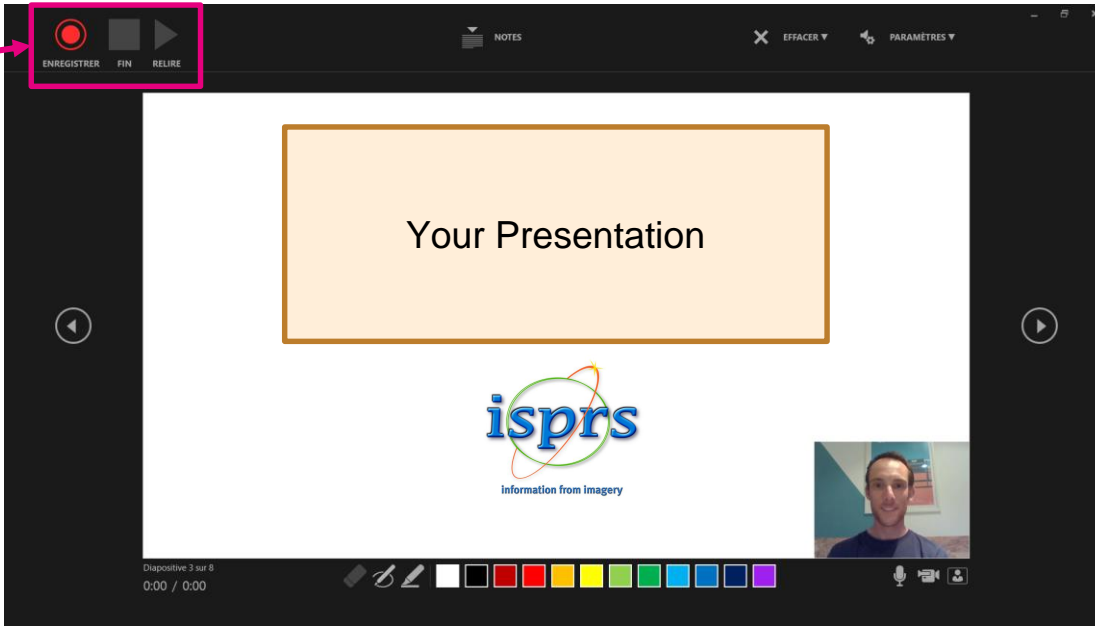 ENREGISTRER FIN RELIRE
NOTES
EFFACER
PARAMÈTRES
Your Presentation
isprs
information from imagery
Diapositive 3 sur 8
0:00 / 0:00